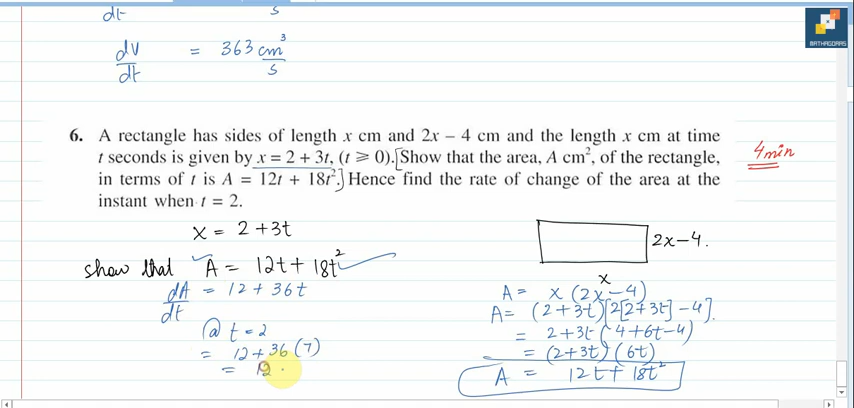 dt s
dv/dt = 363 cm³/s
MATHAGORAS
6. A rectangle has sides of length x cm and 2x − 4 cm and the length x cm at time
t seconds is given by x = 2 + 3t, (t ⩾ 0). [Show that the area, A cm², of the rectangle,
in terms of t is A = 12t + 18t².] Hence find the rate of change of the area at the
instant when t = 2.
4min
x = 2+3t
show that A = 12t + 18t²
dA/dt = 12 + 36t
@ t = 2
= 12 + 36(7)
= 12
2x−4.
x
A = x (2x−4)
A = (2+3t)[2[2+3t]−4].
= 2+3t (4+6t−4)
= (2+3t)(6t)
A = 12t + 18t²